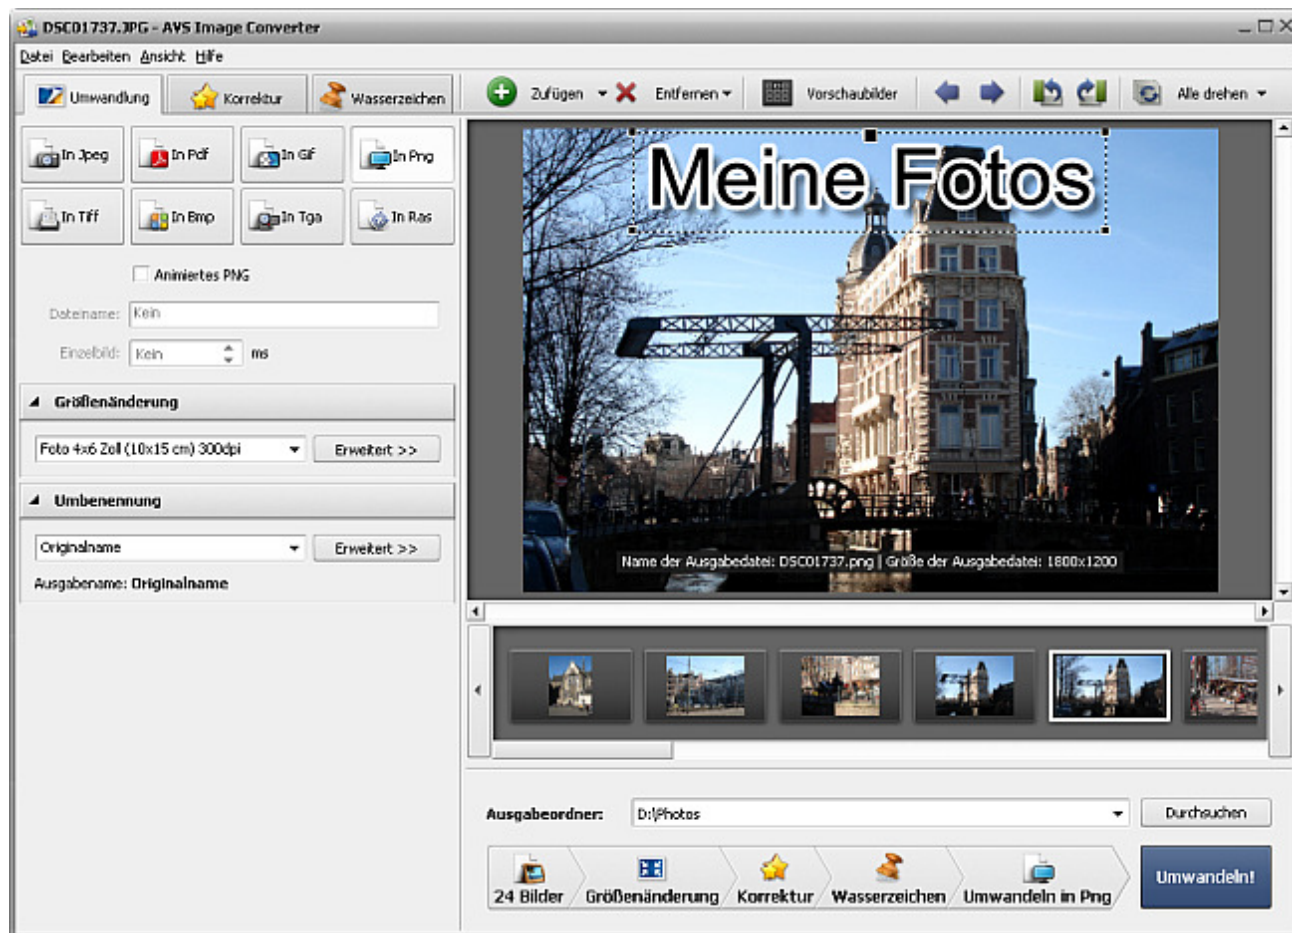 DSC01737.JPG - AVS Image Converter
Datei Bearbeiten Ansicht Hilfe
Umwandlung Korrektur Wasserzeichen
Zufügen Entfernen Vorschaubilder Alle drehen
In Jpeg In Pdf In Gif In Png
In Tiff In Bmp In Tga In Ras
Animiertes PNG
Dateiname: Kein
Einzelbild: Kein ms
Größenänderung
Foto 4x6 Zoll (10x15 cm) 300dpi Erweitert >>
Umbenennung
Originalname Erweitert >>
Ausgabename: Originalname
Meine Fotos
Name der Ausgabedatei: DSC01737.png | Größe der Ausgabedatei: 1800x1200
Ausgabeordner: D:\Photos Durchsuchen
24 Bilder Größenänderung Korrektur Wasserzeichen Umwandeln in Png
Umwandeln!